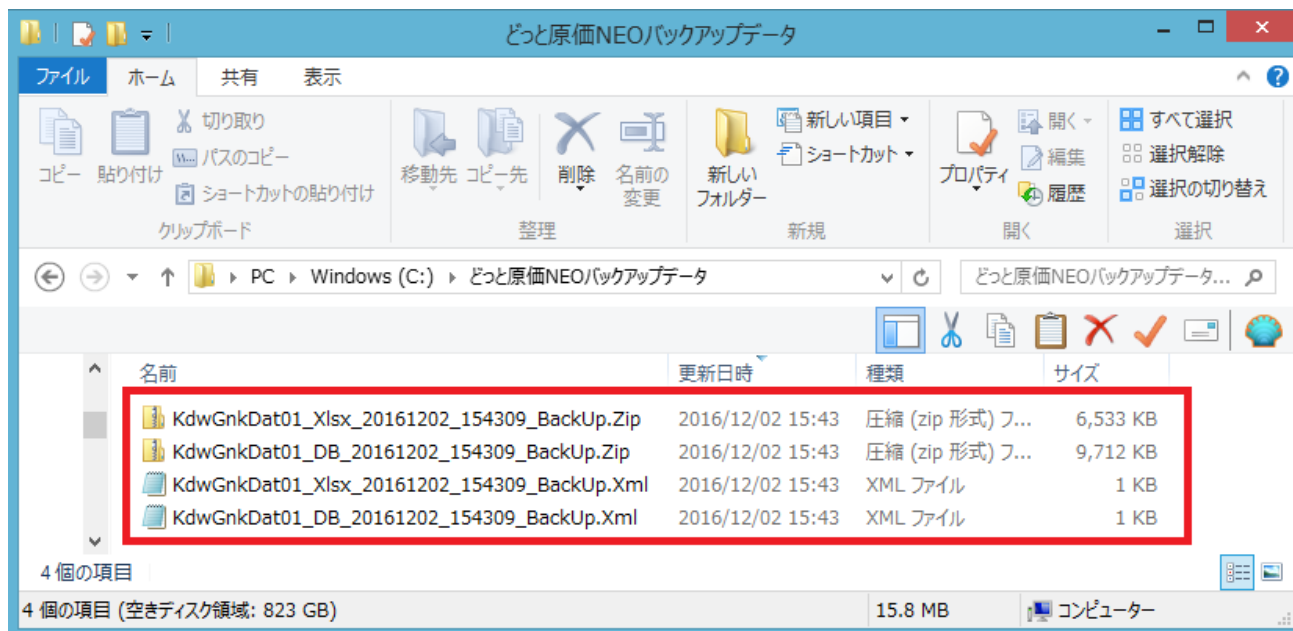 どっと原価NEOバックアップデータ
ファイル ホーム 共有 表示
コピー 貼り付け 切り取り パスのコピー ショートカットの貼り付け
移動先 コピー先 削除 名前の変更
新しいフォルダー 新しい項目 ショートカット
プロパティ 開く 編集 履歴
すべて選択 選択解除 選択の切り替え
クリップボード 整理 新規 開く 選択
PC Windows (C:) どっと原価NEOバックアップデータ どっと原価NEOバックアップデータ...
名前 更新日時 種類 サイズ
KdwGnkDat01_Xlsx_20161202_154309_BackUp.Zip 2016/12/02 15:43 圧縮 (zip 形式) フ... 6,533 KB
KdwGnkDat01_DB_20161202_154309_BackUp.Zip 2016/12/02 15:43 圧縮 (zip 形式) フ... 9,712 KB
KdwGnkDat01_Xlsx_20161202_154309_BackUp.Xml 2016/12/02 15:43 XML ファイル 1 KB
KdwGnkDat01_DB_20161202_154309_BackUp.Xml 2016/12/02 15:43 XML ファイル 1 KB
4 個の項目
4 個の項目 (空きディスク領域: 823 GB) 15.8 MB コンピューター